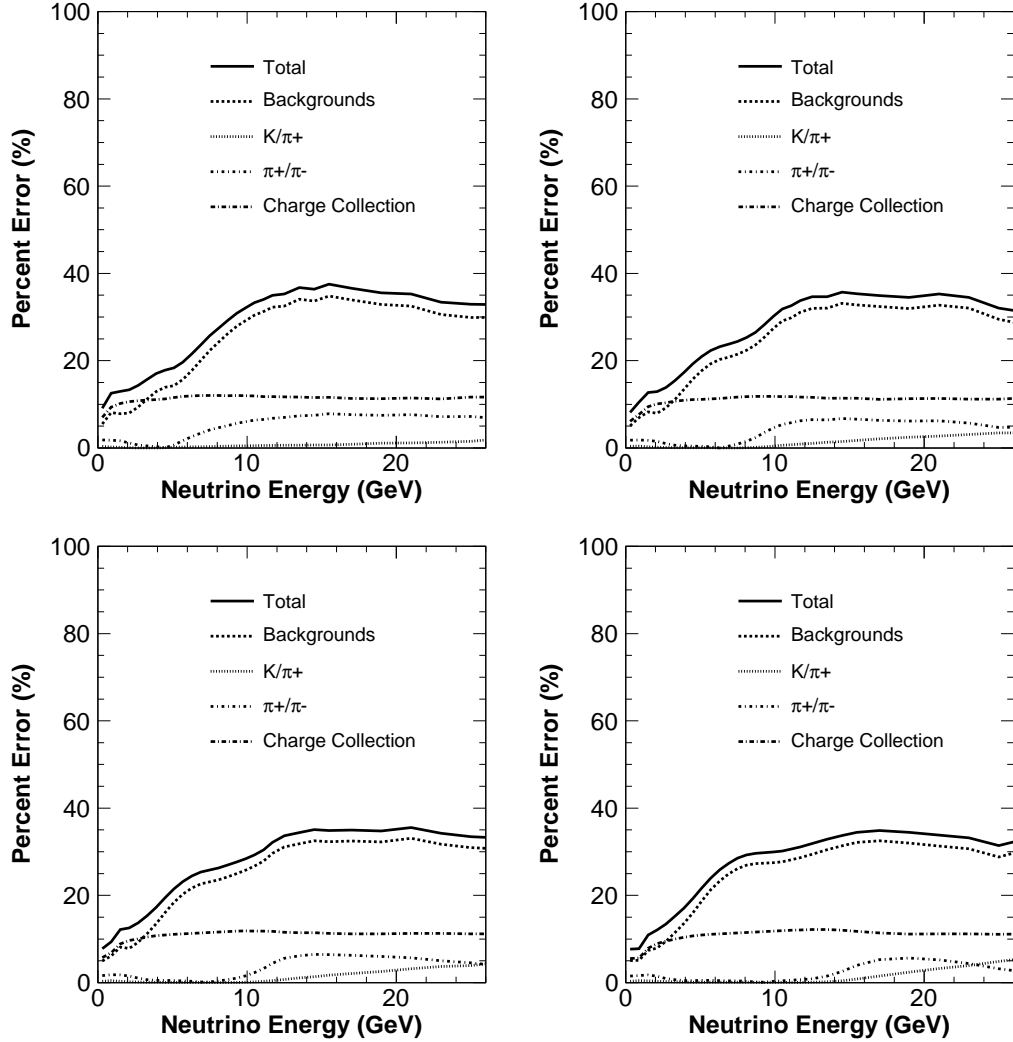 Percent Error (%)
100
80
60
40
20
0
Total
Backgrounds
K/π+
π+/π-
Charge Collection
0 10 20
Neutrino Energy (GeV)
Percent Error (%)
100
80
60
40
20
0
Total
Backgrounds
K/π+
π+/π-
Charge Collection
0 10 20
Neutrino Energy (GeV)
Percent Error (%)
100
80
60
40
20
0
Total
Backgrounds
K/π+
π+/π-
Charge Collection
0 10 20
Neutrino Energy (GeV)
Percent Error (%)
100
80
60
40
20
0
Total
Backgrounds
K/π+
π+/π-
Charge Collection
0 10 20
Neutrino Energy (GeV)